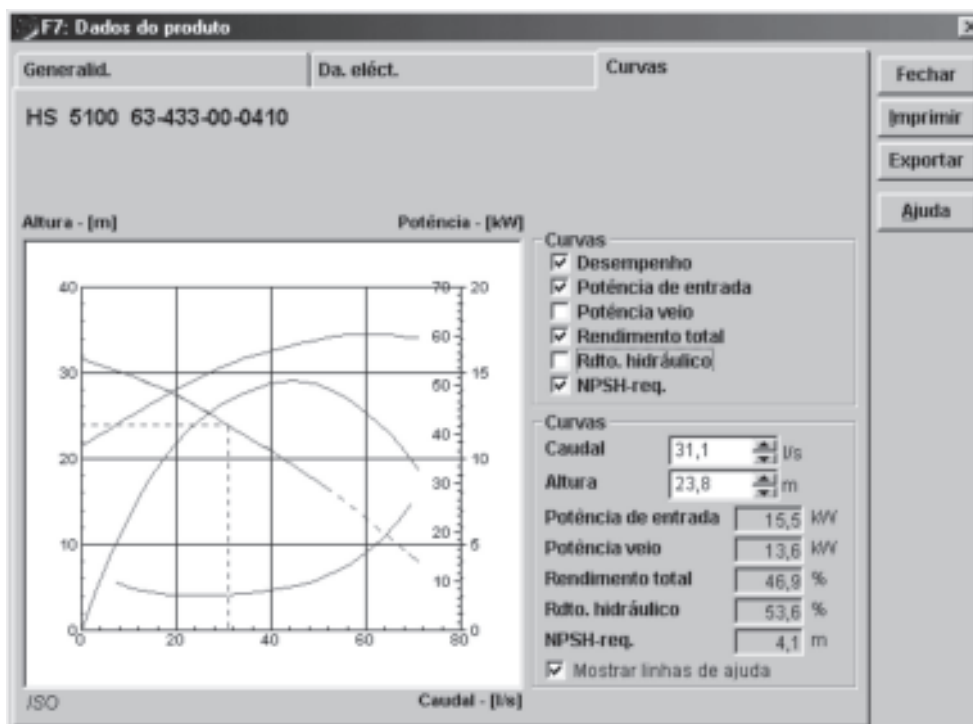 F7: Dados do produto
Generalid.
Da. eléct.
Curvas
Fechar
Imprimir
Exportar
Ajuda
HS 5100 63-433-00-0410
Altura - [m]
Potência - [kW]
40
30
20
10
0
70
60
50
40
30
20
10
20
15
10
5
0
0
20
40
60
80
ISO
Caudal - [l/s]
Curvas
Desempenho
Potência de entrada
Potência veio
Rendimento total
Rdto. hidráulico
NPSH-req.
Curvas
Caudal 31,1 l/s
Altura 23,8 m
Potência de entrada 15,5 kW
Potência veio 13,6 kW
Rendimento total 46,9 %
Rdto. hidráulico 53,6 %
NPSH-req. 4,1 m
Mostrar linhas de ajuda